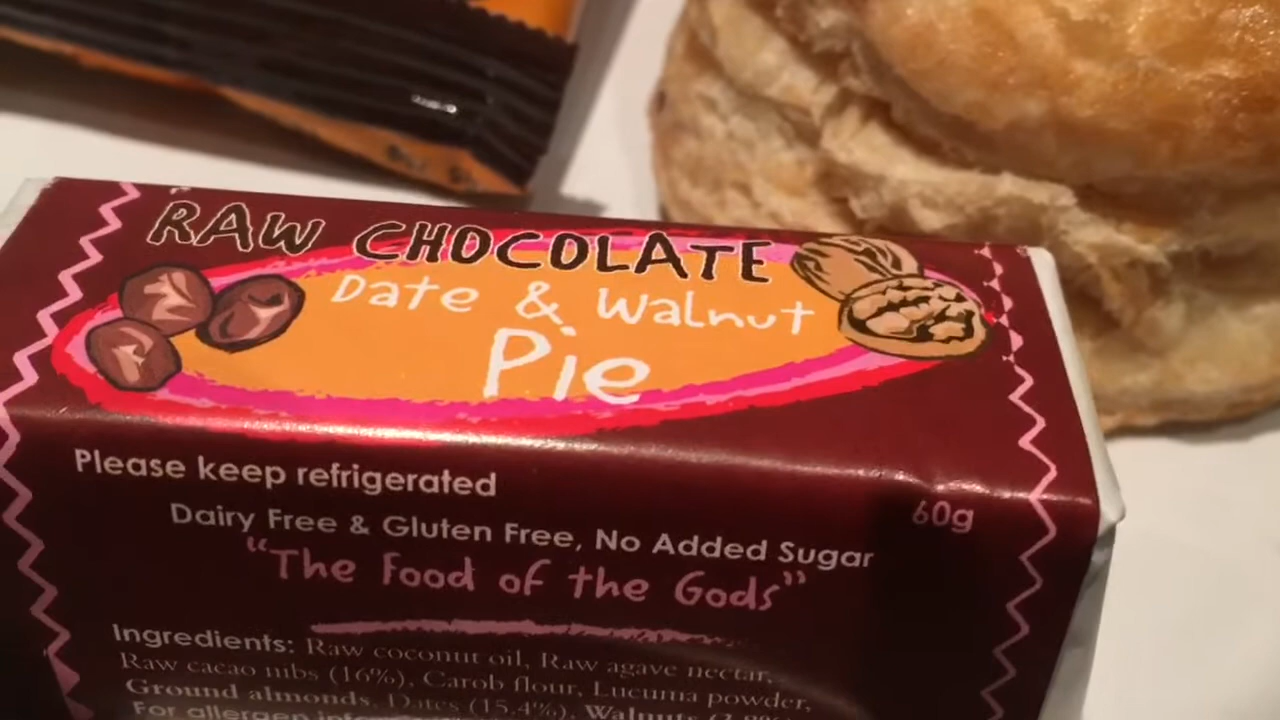 RAW CHOCOLATE
Date & Walnut
Pie
Please keep refrigerated
60g
Dairy Free & Gluten Free, No Added Sugar
"The Food of the Gods"
Ingredients: Raw coconut oil, Raw agave nectar,
Raw cacao nibs (16%), Carob flour, Lucuma powder,
Ground almonds, Dates (15.4%), Walnuts
For allergen